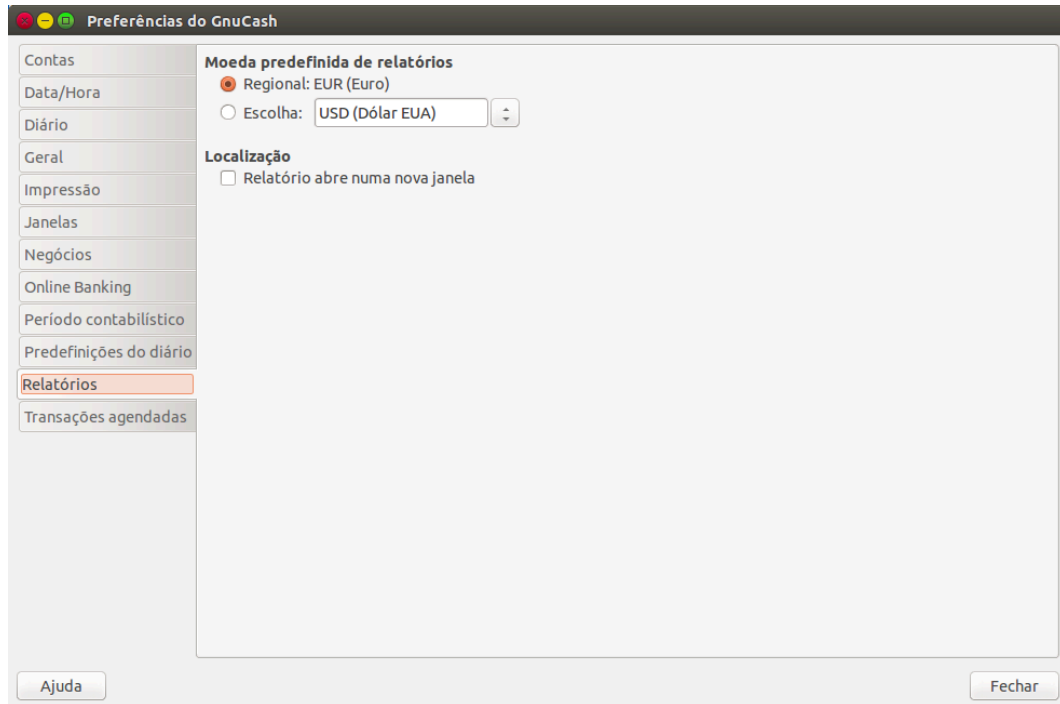 Preferências do GnuCash
Contas
Data/Hora
Diário
Geral
Impressão
Janelas
Negócios
Online Banking
Período contabilístico
Predefinições do diário
Relatórios
Transações agendadas
Moeda predefinida de relatórios
Regional: EUR (Euro)
Escolha: USD (Dólar EUA)
Localização
Relatório abre numa nova janela
Ajuda
Fechar